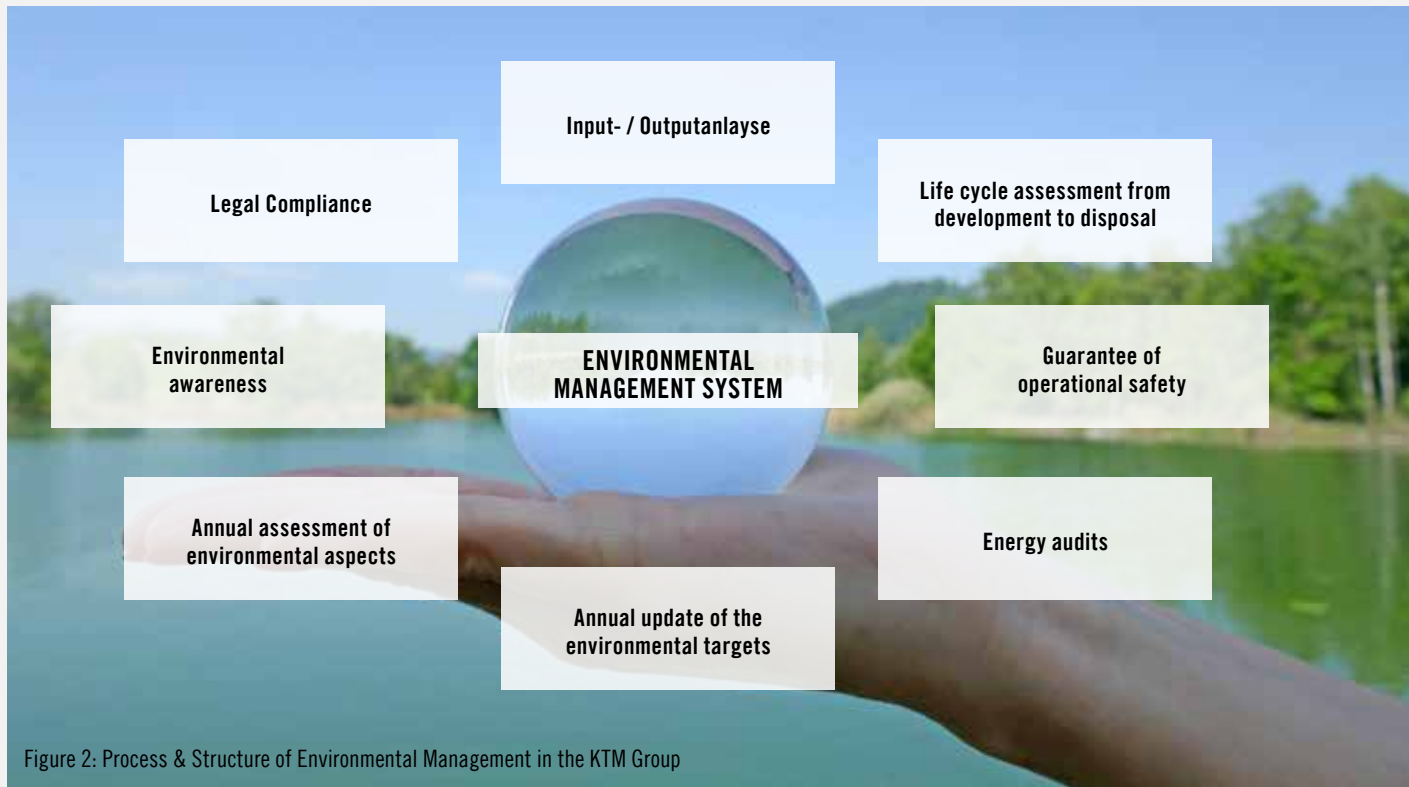 Input- / Outputanlayse
Legal Compliance
Life cycle assessment from
development to disposal
Environmental
awareness
ENVIRONMENTAL
MANAGEMENT SYSTEM
Guarantee of
operational safety
Annual assessment of
environmental aspects
Energy audits
Annual update of the
environmental targets
Figure 2: Process & Structure of Environmental Management in the KTM Group